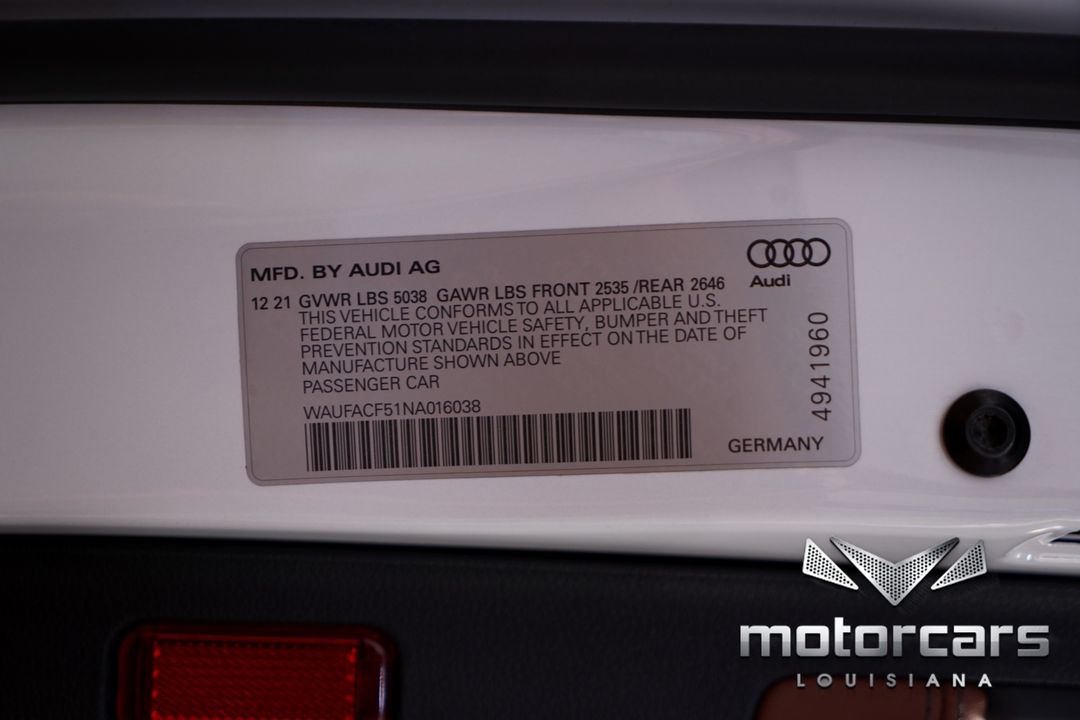 MFD. BY AUDI AG
Audi
12 21 GVWR LBS 5038 GAWR LBS FRONT 2535 /REAR 2646
THIS VEHICLE CONFORMS TO ALL APPLICABLE U.S.
FEDERAL MOTOR VEHICLE SAFETY, BUMPER AND THEFT
PREVENTION STANDARDS IN EFFECT ON THE DATE OF
MANUFACTURE SHOWN ABOVE
PASSENGER CAR
WAUFACF51NA016038
4941960
GERMANY
motorcars
LOUISIANA